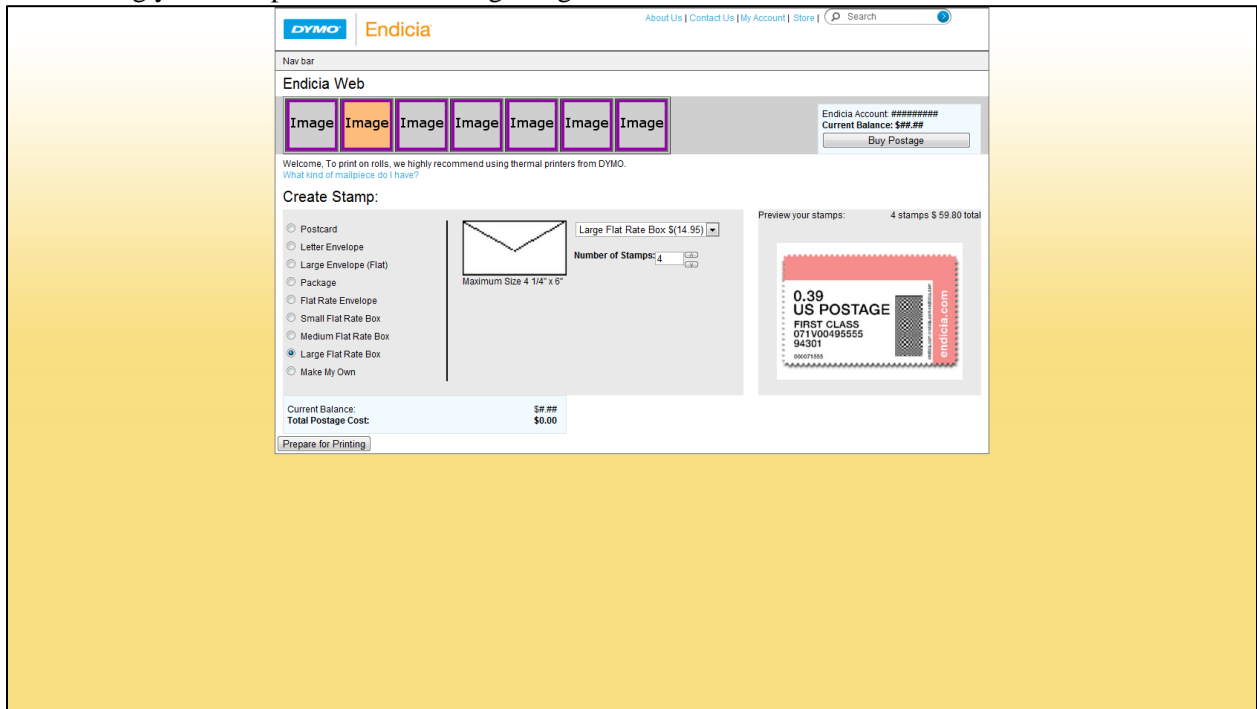 DYMO Endicia
About Us | Contact Us | My Account | Store | Search
Nav bar
Endicia Web
Image Image Image Image Image Image Image
Endicia Account: #########
Current Balance: $##.##
Buy Postage
Welcome, To print on rolls, we highly recommend using thermal printers from DYMO.
What kind of mailpiece do I have?
Create Stamp:
Postcard
Letter Envelope
Large Envelope (Flat)
Package
Flat Rate Envelope
Small Flat Rate Box
Medium Flat Rate Box
Large Flat Rate Box
Make My Own
Maximum Size 4 1/4" x 6"
Large Flat Rate Box $(14.95)
Number of Stamps: 4
Preview your stamps: 4 stamps $ 59.80 total
0.39
US POSTAGE
FIRST CLASS
071V00495555
94301
000071555
endicia.com
Current Balance: $#.##
Total Postage Cost: $0.00
Prepare for Printing